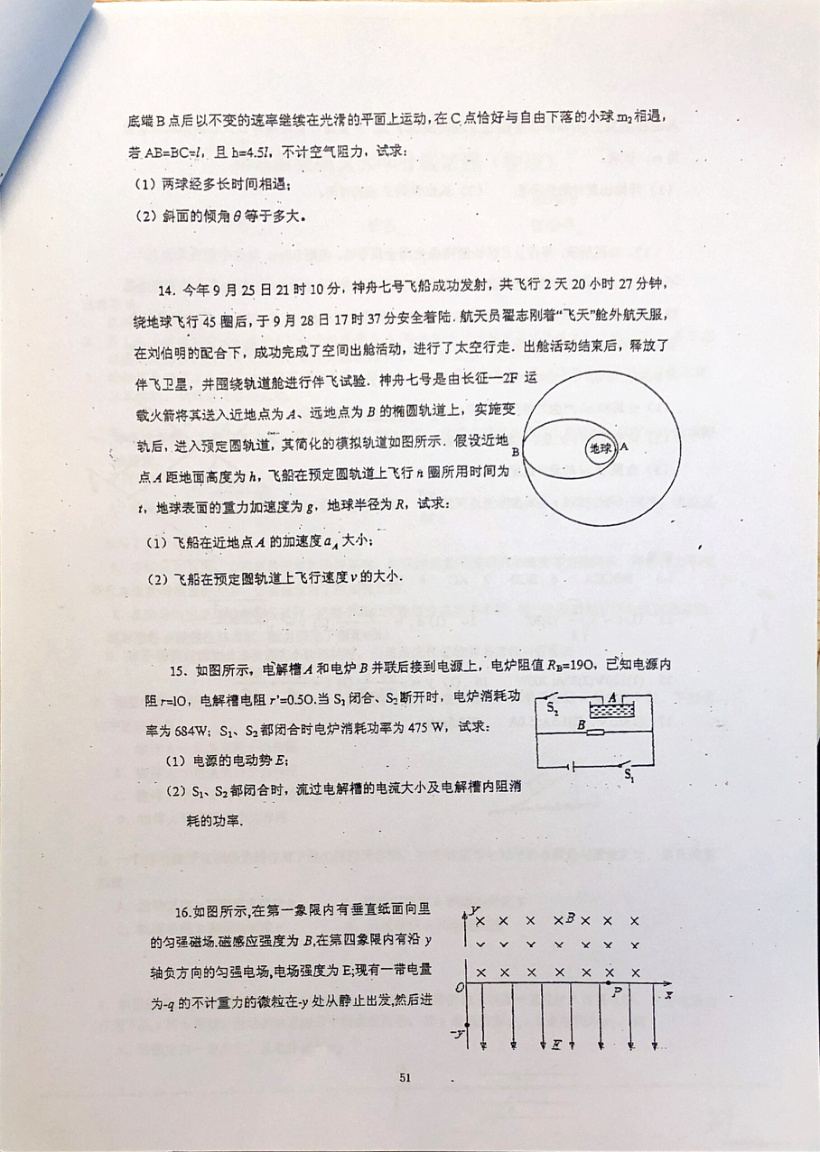 底端B点后以不变的速率继续在光滑的平面上运动,在C点恰好与自由下落的小球m₂相遇,
若AB=BC=l, 且h=4.5l, 不计空气阻力, 试求:
(1) 两球经多长时间相遇;
(2) 斜面的倾角θ等于多大.
14. 今年9月25日21时10分, 神舟七号飞船成功发射, 共飞行2天20小时27分钟,
绕地球飞行45圈后, 于9月28日17时37分安全着陆. 航天员翟志刚着“飞天”舱外航天服,
在刘伯明的配合下, 成功完成了空间出舱活动, 进行了太空行走. 出舱活动结束后, 释放了
伴飞卫星, 并围绕轨道舱进行伴飞试验. 神舟七号是由长征—2F 运
载火箭将其送入近地点为A、远地点为B的椭圆轨道上, 实施变
轨后, 进入预定圆轨道, 其简化的模拟轨道如图所示. 假设近地
点A距地面高度为h, 飞船在预定圆轨道上飞行n圈所用时间为
t, 地球表面的重力加速度为g, 地球半径为R, 试求:
B 地球 A
(1) 飞船在近地点A的加速度a_A大小;
(2) 飞船在预定圆轨道上飞行速度v的大小.
15. 如图所示, 电解槽A和电炉B并联后接到电源上, 电炉阻值R_B=19Ω, 已知电源内
阻r=1Ω, 电解槽电阻r'=0.5Ω.当S₁闭合、S₂断开时, 电炉消耗功
率为684W; S₁、S₂都闭合时电炉消耗功率为475 W, 试求:
(1) 电源的电动势E;
(2) S₁、S₂都闭合时, 流过电解槽的电流大小及电解槽内阻消
耗的功率.
S₂ A
B
S₁
16.如图所示,在第一象限内有垂直纸面向里
的匀强磁场,磁感应强度为B,在第四象限内有沿y
轴负方向的匀强电场,电场强度为E;现有一带电量
为-q的不计重力的微粒在-y处从静止出发,然后进
y
B
O P x
-y
E
51